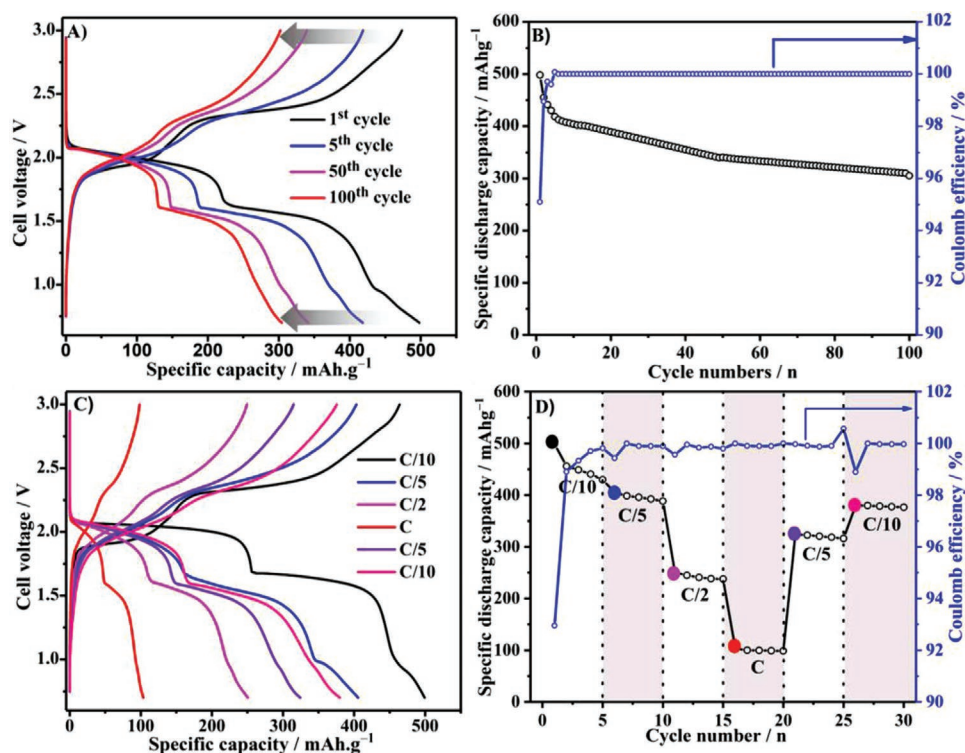 A)
3.0
2.5
2.0
1.5
1.0
Cell voltage / V
1st cycle
5th cycle
50th cycle
100th cycle
0 100 200 300 400 500
Specific capacity / mAh.g–1
B)
600
500
400
300
200
100
0
Specific discharge capacity / mAhg–1
102
100
98
96
94
92
90
Coulomb efficiency / %
0 20 40 60 80 100
Cycle numbers / n
C)
3.0
2.5
2.0
1.5
1.0
Cell voltage / V
C/10
C/5
C/2
C
C/5
C/10
0 100 200 300 400 500
Specific capacity / mAh.g–1
D)
600
500
400
300
200
100
0
Specific discharge capacity / mAhg–1
C/10
C/5
C/2
C
C/5
C/10
102
100
98
96
94
92
90
Coulomb efficiency / %
0 5 10 15 20 25 30
Cycle number / n